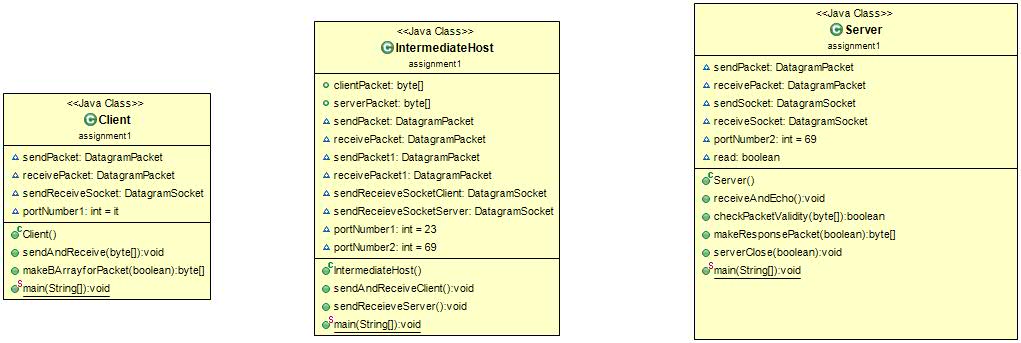 <<Java Class>>
Client
assignment1
sendPacket: DatagramPacket
receivePacket: DatagramPacket
sendReceiveSocket: DatagramSocket
portNumber1: int = it
Client()
sendAndReceive(byte[]):void
makeBArrayforPacket(boolean):byte[]
main(String[]):void
<<Java Class>>
IntermediateHost
assignment1
clientPacket: byte[]
serverPacket: byte[]
sendPacket: DatagramPacket
receivePacket: DatagramPacket
sendPacket1: DatagramPacket
receivePacket1: DatagramPacket
sendReceieveSocketClient: DatagramSocket
sendReceieveSocketServer: DatagramSocket
portNumber1: int = 23
portNumber2: int = 69
IntermediateHost()
sendAndReceiveClient():void
sendReceieveServer():void
main(String[]):void
<<Java Class>>
Server
assignment1
sendPacket: DatagramPacket
receivePacket: DatagramPacket
sendSocket: DatagramSocket
receiveSocket: DatagramSocket
portNumber2: int = 69
read: boolean
Server()
receiveAndEcho():void
checkPacketValidity(byte[]):boolean
makeResponsePacket(boolean):byte[]
serverClose(boolean):void
main(String[]):void